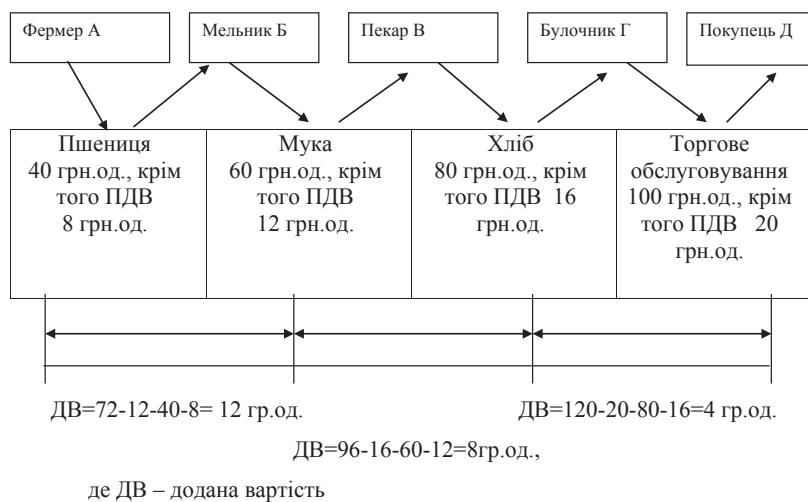 Фермер А
Мельник Б
Пекар В
Булочник Г
Покупець Д
Пшениця
40 грн.од., крім
того ПДВ
8 грн.од.
Мука
60 грн.од., крім
того ПДВ
12 грн.од.
Хліб
80 грн.од., крім
того ПДВ 16
грн.од.
Торгове
обслуговування
100 грн.од., крім
того ПДВ 20
грн.од.
ДВ=72-12-40-8= 12 гр.од.
ДВ=120-20-80-16=4 гр.од.
ДВ=96-16-60-12=8гр.од.,
де ДВ – додана вартість